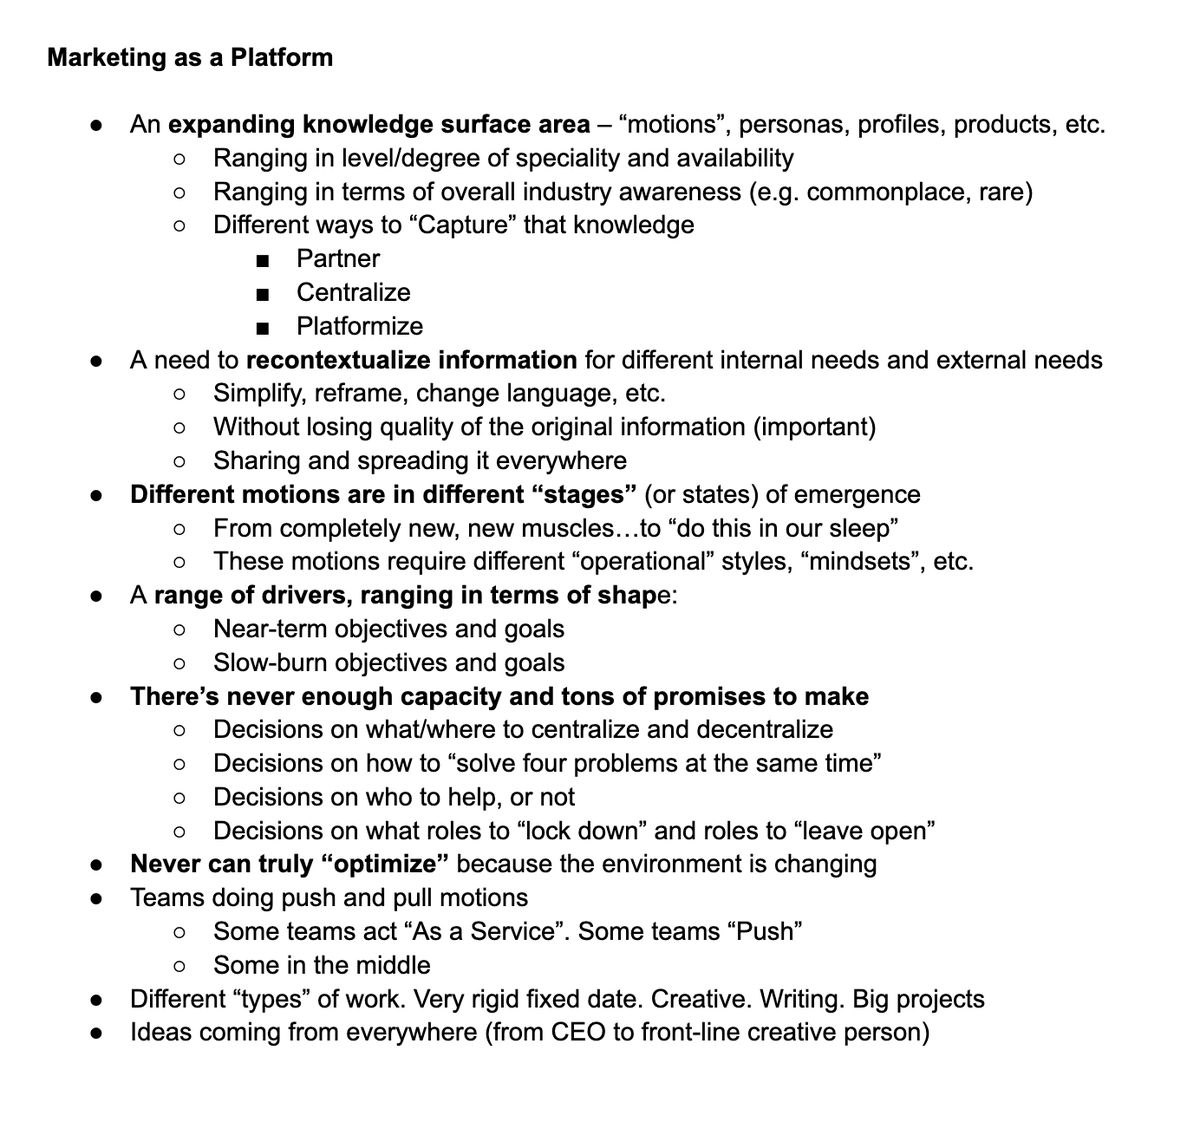 Marketing as a Platform
● An expanding knowledge surface area – “motions”, personas, profiles, products, etc.
○ Ranging in level/degree of speciality and availability
○ Ranging in terms of overall industry awareness (e.g. commonplace, rare)
○ Different ways to “Capture” that knowledge
■ Partner
■ Centralize
■ Platformize
● A need to recontextualize information for different internal needs and external needs
○ Simplify, reframe, change language, etc.
○ Without losing quality of the original information (important)
○ Sharing and spreading it everywhere
● Different motions are in different “stages” (or states) of emergence
○ From completely new, new muscles…to “do this in our sleep”
○ These motions require different “operational” styles, “mindsets”, etc.
● A range of drivers, ranging in terms of shape:
○ Near-term objectives and goals
○ Slow-burn objectives and goals
● There’s never enough capacity and tons of promises to make
○ Decisions on what/where to centralize and decentralize
○ Decisions on how to “solve four problems at the same time”
○ Decisions on who to help, or not
○ Decisions on what roles to “lock down” and roles to “leave open”
● Never can truly “optimize” because the environment is changing
● Teams doing push and pull motions
○ Some teams act “As a Service”. Some teams “Push”
○ Some in the middle
● Different “types” of work. Very rigid fixed date. Creative. Writing. Big projects
● Ideas coming from everywhere (from CEO to front-line creative person)